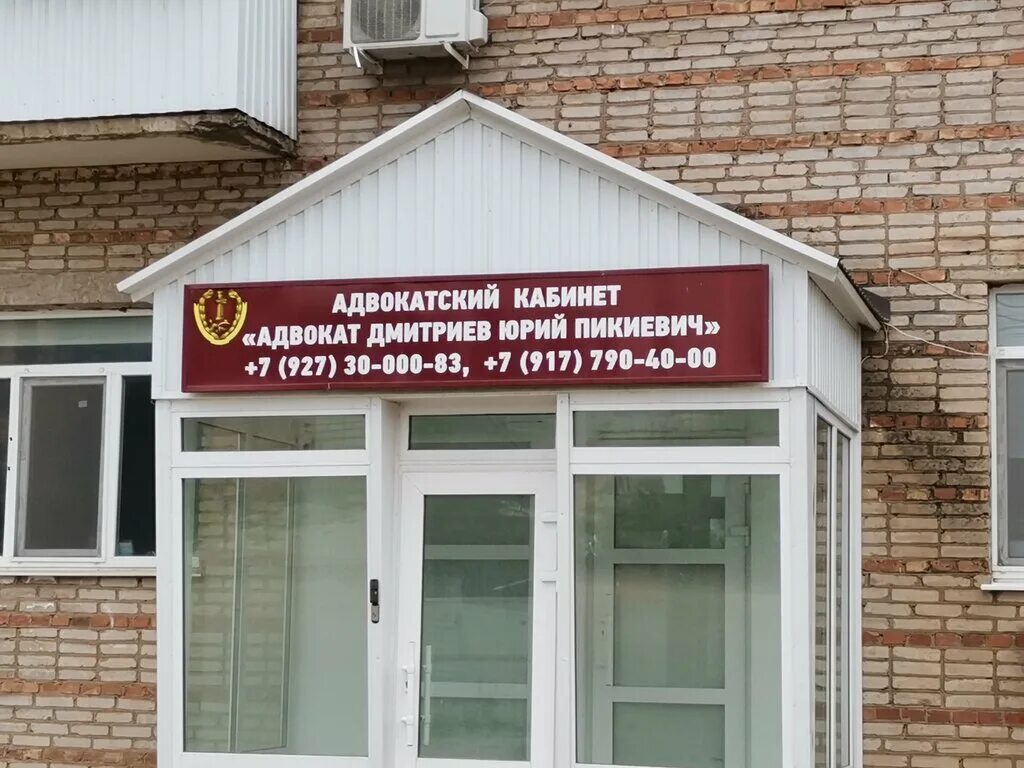 АДВОКАТСКИЙ КАБИНЕТ
«АДВОКАТ ДМИТРИЕВ ЮРИЙ ПИКИЕВИЧ»
+7 (927) 30-000-83, +7 (917) 790-40-00